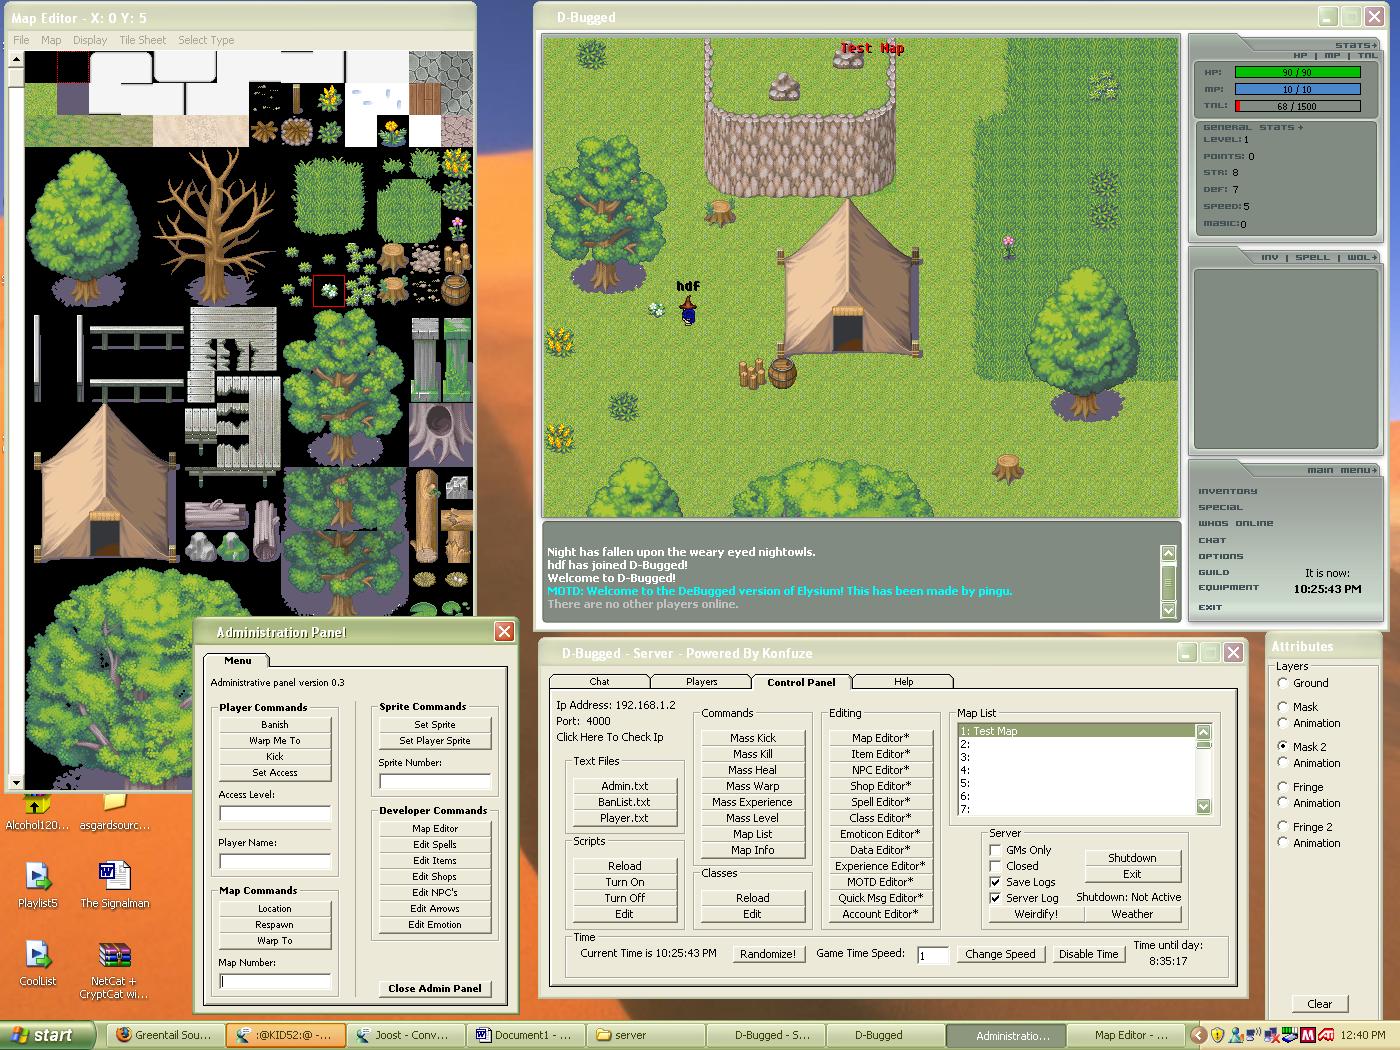 Map Editor - X: 0 Y: 5
File Map Display Tile Sheet Select Type
D-Bugged
Test Map
hdf
STATS
HP | MP | TNL
HP: 90 / 90
MP: 10 / 10
TNL: 68 / 1500
GENERAL STATS
LEVEL: 1
POINTS: 0
STR: 8
DEF: 7
SPEED: 5
MAGIC: 0
INV | SPELL | WOL
MAIN MENU
INVENTORY
SPECIAL
WHOS ONLINE
CHAT
OPTIONS
GUILD
EQUIPMENT
EXIT
It is now:
10:25:43 PM
Night has fallen upon the weary eyed nightowls.
hdf has joined D-Bugged!
Welcome to D-Bugged!
MOTD: Welcome to the DeBugged version of Elysium! This has been made by pingu.
There are no other players online.
Administration Panel
Menu
Administrative panel version 0.3
Player Commands
Banish
Warp Me To
Kick
Set Access
Access Level:
Player Name:
Map Commands
Location
Respawn
Warp To
Map Number:
Sprite Commands
Set Sprite
Set Player Sprite
Sprite Number:
Developer Commands
Map Editor
Edit Spells
Edit Items
Edit Shops
Edit NPC's
Edit Arrows
Edit Emotion
Close Admin Panel
D-Bugged - Server - Powered By Konfuze
Chat Players Control Panel Help
Ip Address: 192.168.1.2
Port: 4000
Click Here To Check Ip
Text Files
Admin.txt
BanList.txt
Player.txt
Scripts
Reload
Turn On
Turn Off
Edit
Commands
Mass Kick
Mass Kill
Mass Heal
Mass Warp
Mass Experience
Mass Level
Map List
Map Info
Classes
Reload
Edit
Editing
Map Editor*
Item Editor*
NPC Editor*
Shop Editor*
Spell Editor*
Class Editor*
Emoticon Editor*
Data Editor*
Experience Editor*
MOTD Editor*
Quick Msg Editor*
Account Editor*
Map List
1: Test Map
2:
3:
4:
5:
6:
7:
Server
GMs Only
Closed
Save Logs
Server Log
Shutdown
Exit
Shutdown: Not Active
Weirdify! Weather
Time
Current Time is 10:25:43 PM
Randomize!
Game Time Speed: 1
Change Speed
Disable Time
Time until day:
8:35:17
Attributes
Layers
Ground
Mask
Animation
Mask 2
Animation
Fringe
Animation
Fringe 2
Animation
Clear
Alcohol120...
asgardsourc...
Playlist5
The Signalman
CoolList
NetCat +
CryptCat wi...
start
Greentail Sou...
:@KID52:@ -...
Joost - Conv...
Document1 - ...
server
D-Bugged - S...
D-Bugged
Administratio...
Map Editor - ...
12:40 PM